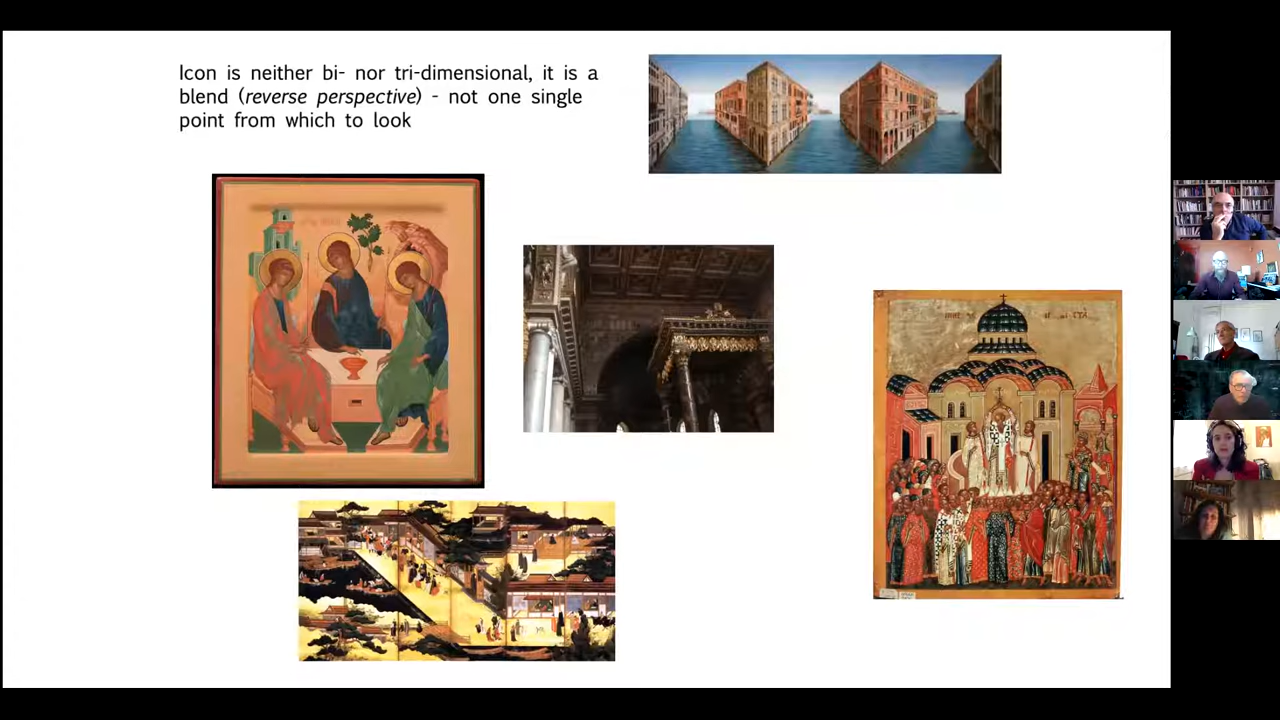 Icon is neither bi- nor tri-dimensional, it is a
blend (reverse perspective) - not one single
point from which to look